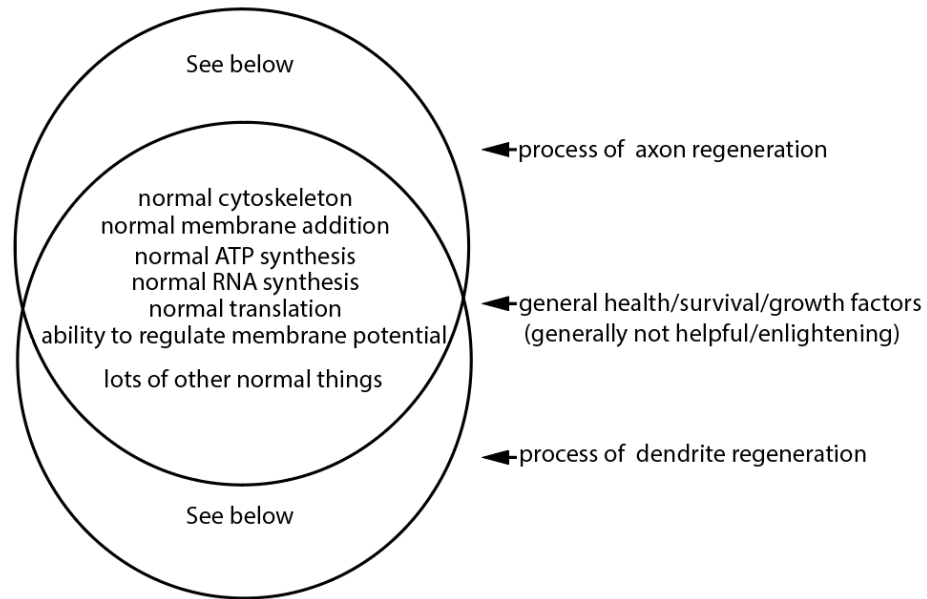 See below
process of axon regeneration
normal cytoskeleton
normal membrane addition
normal ATP synthesis
normal RNA synthesis
normal translation
ability to regulate membrane potential
lots of other normal things
general health/survival/growth factors
(generally not helpful/enlightening)
process of dendrite regeneration
See below